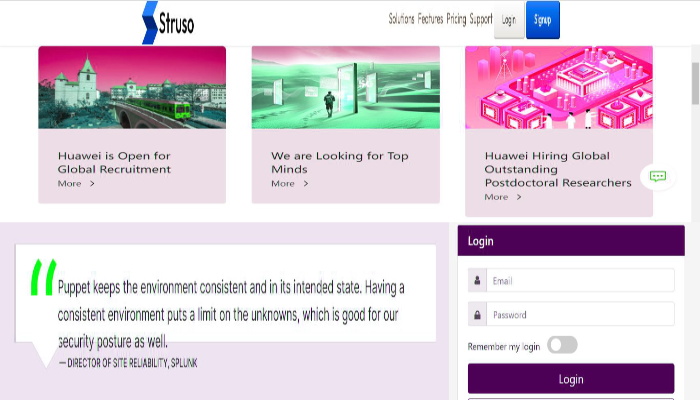 Struso
Solutions Features Pricing Support Login Signup
Huawei is Open for
Global Recruitment
More >
We are Looking for Top
Minds
More >
Huawei Hiring Global
Outstanding
Postdoctoral Researchers
More >
“Puppet keeps the environment consistent and in its intended state. Having a
consistent environment puts a limit on the unknowns, which is good for our
security posture as well.
— DIRECTOR OF SITE RELIABILITY, SPLUNK
Login
Email
Password
Remember my login
Login